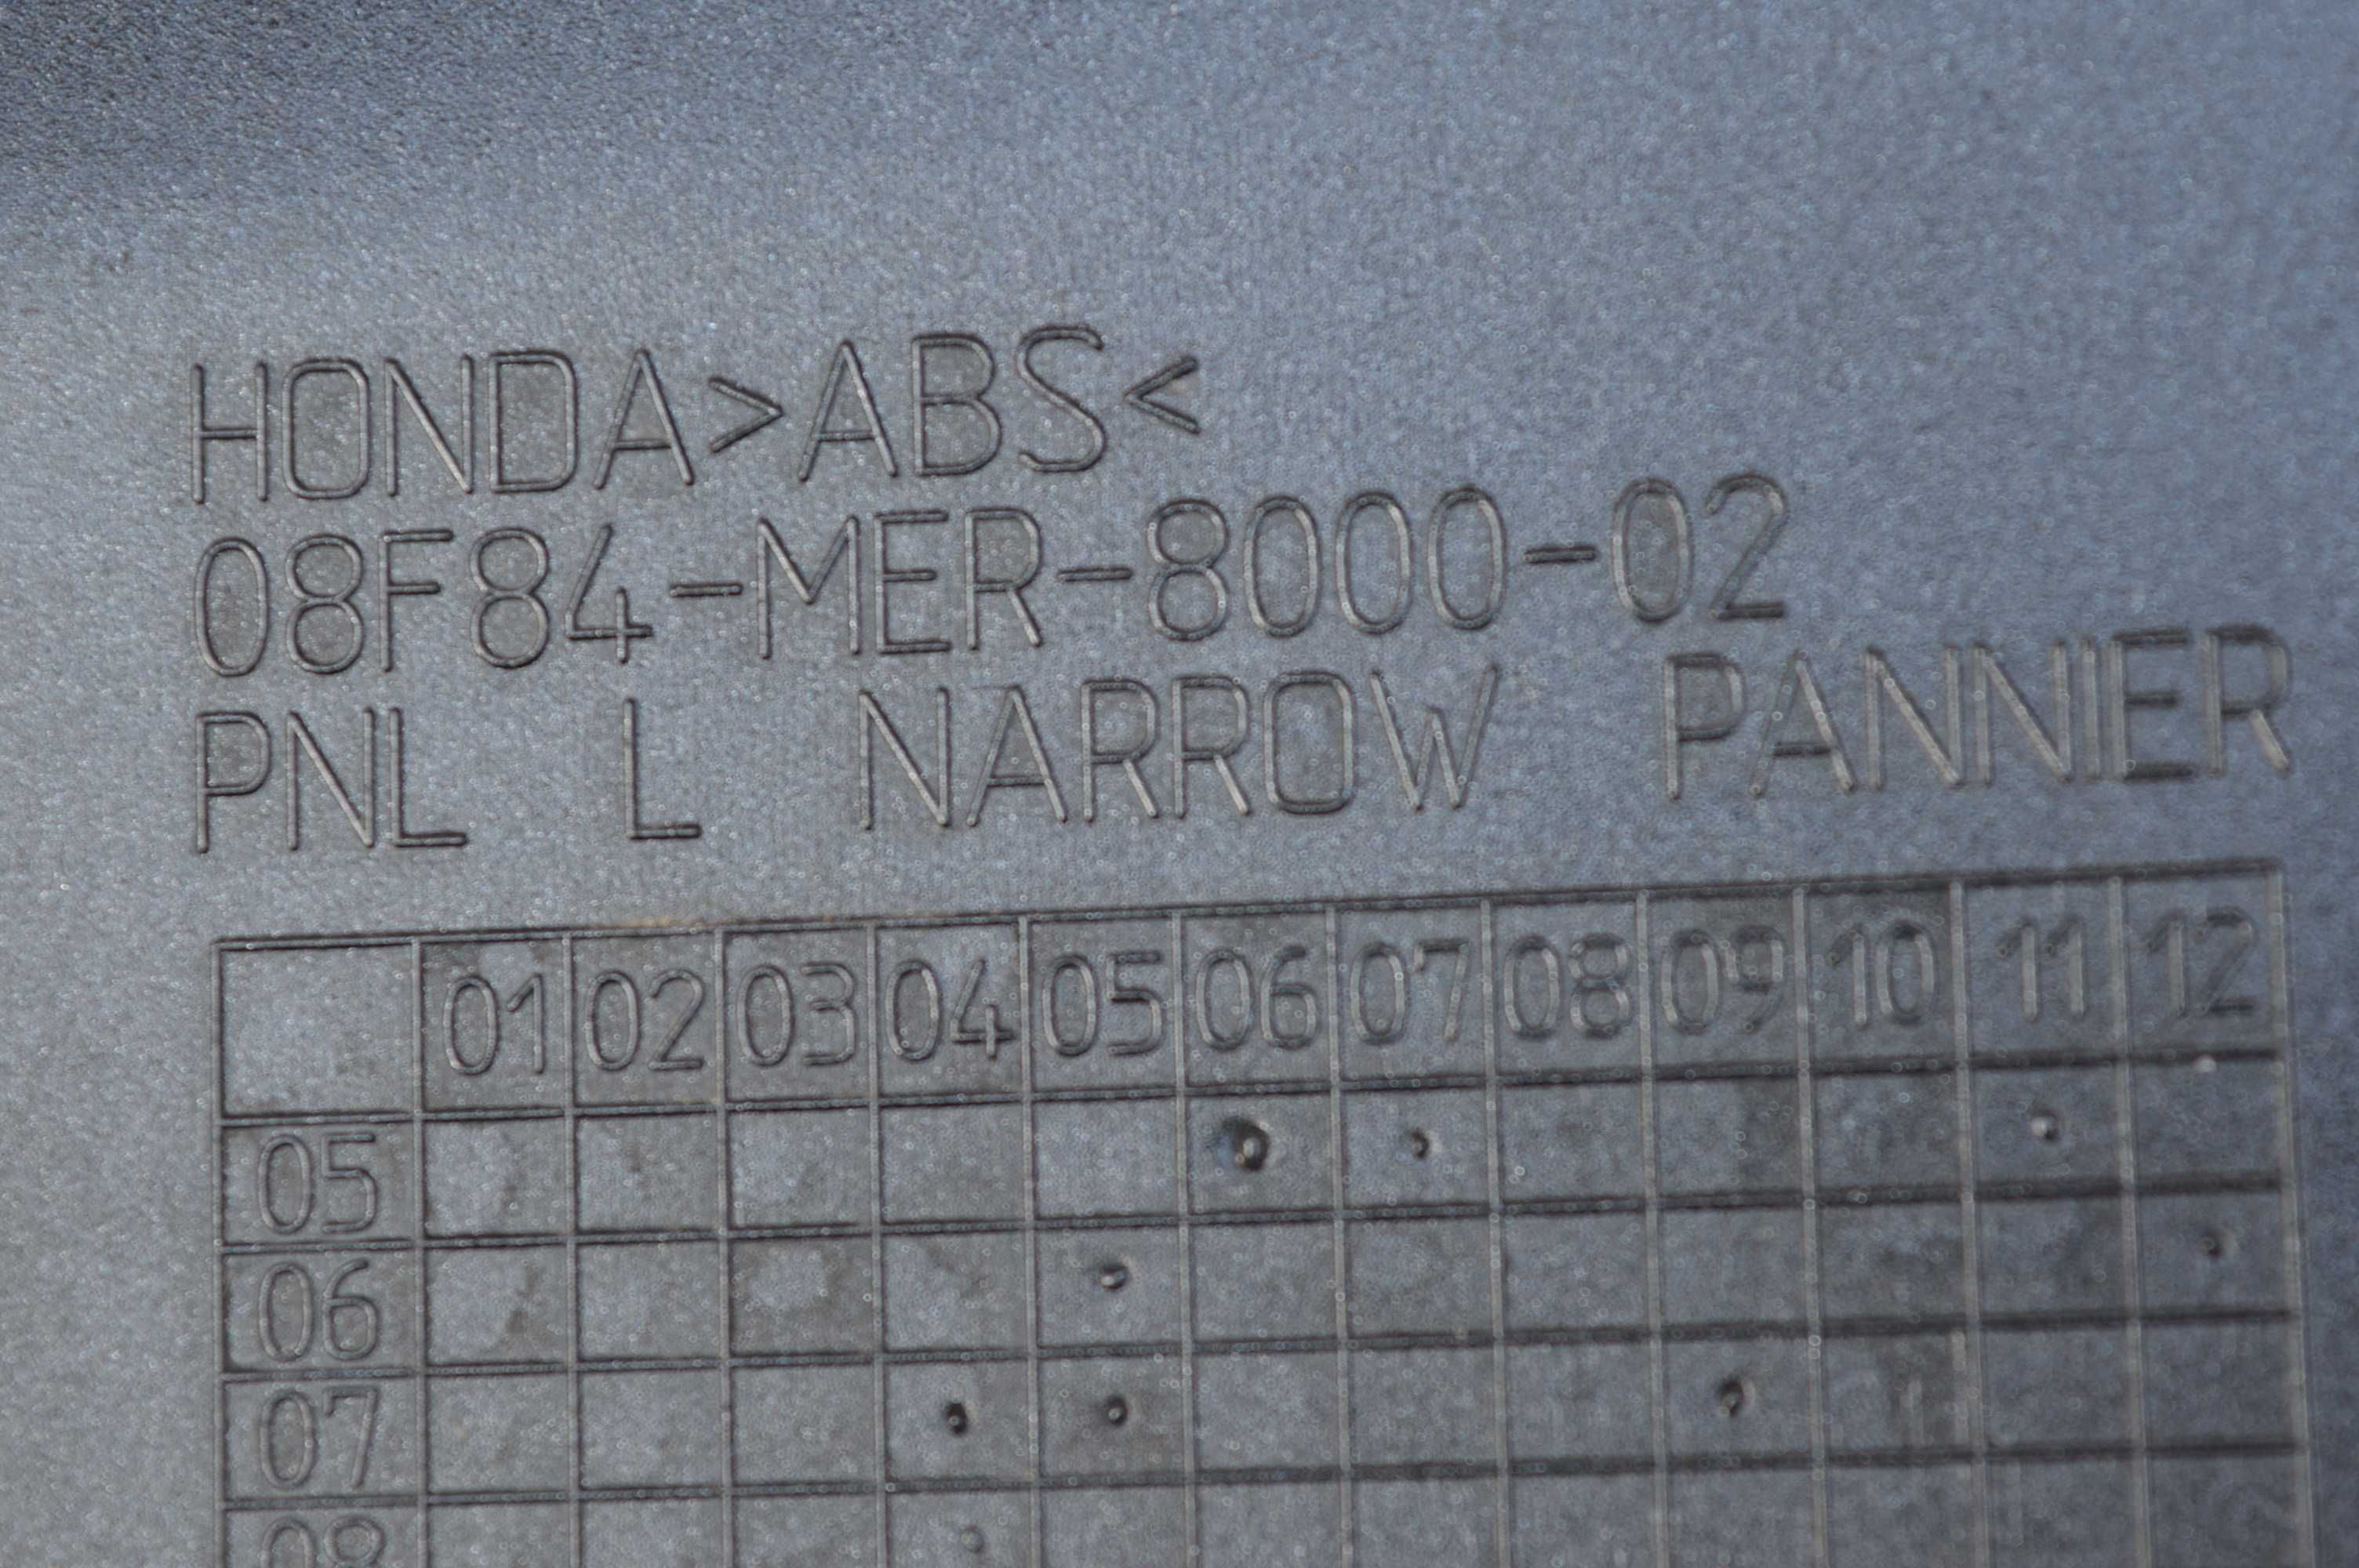 HONDA>ABS<
08F84-MER-8000-02
PNL L NARROW PANNIER
01 02 03 04 05 06 07 08 09 10 11 12
05
06
07
08